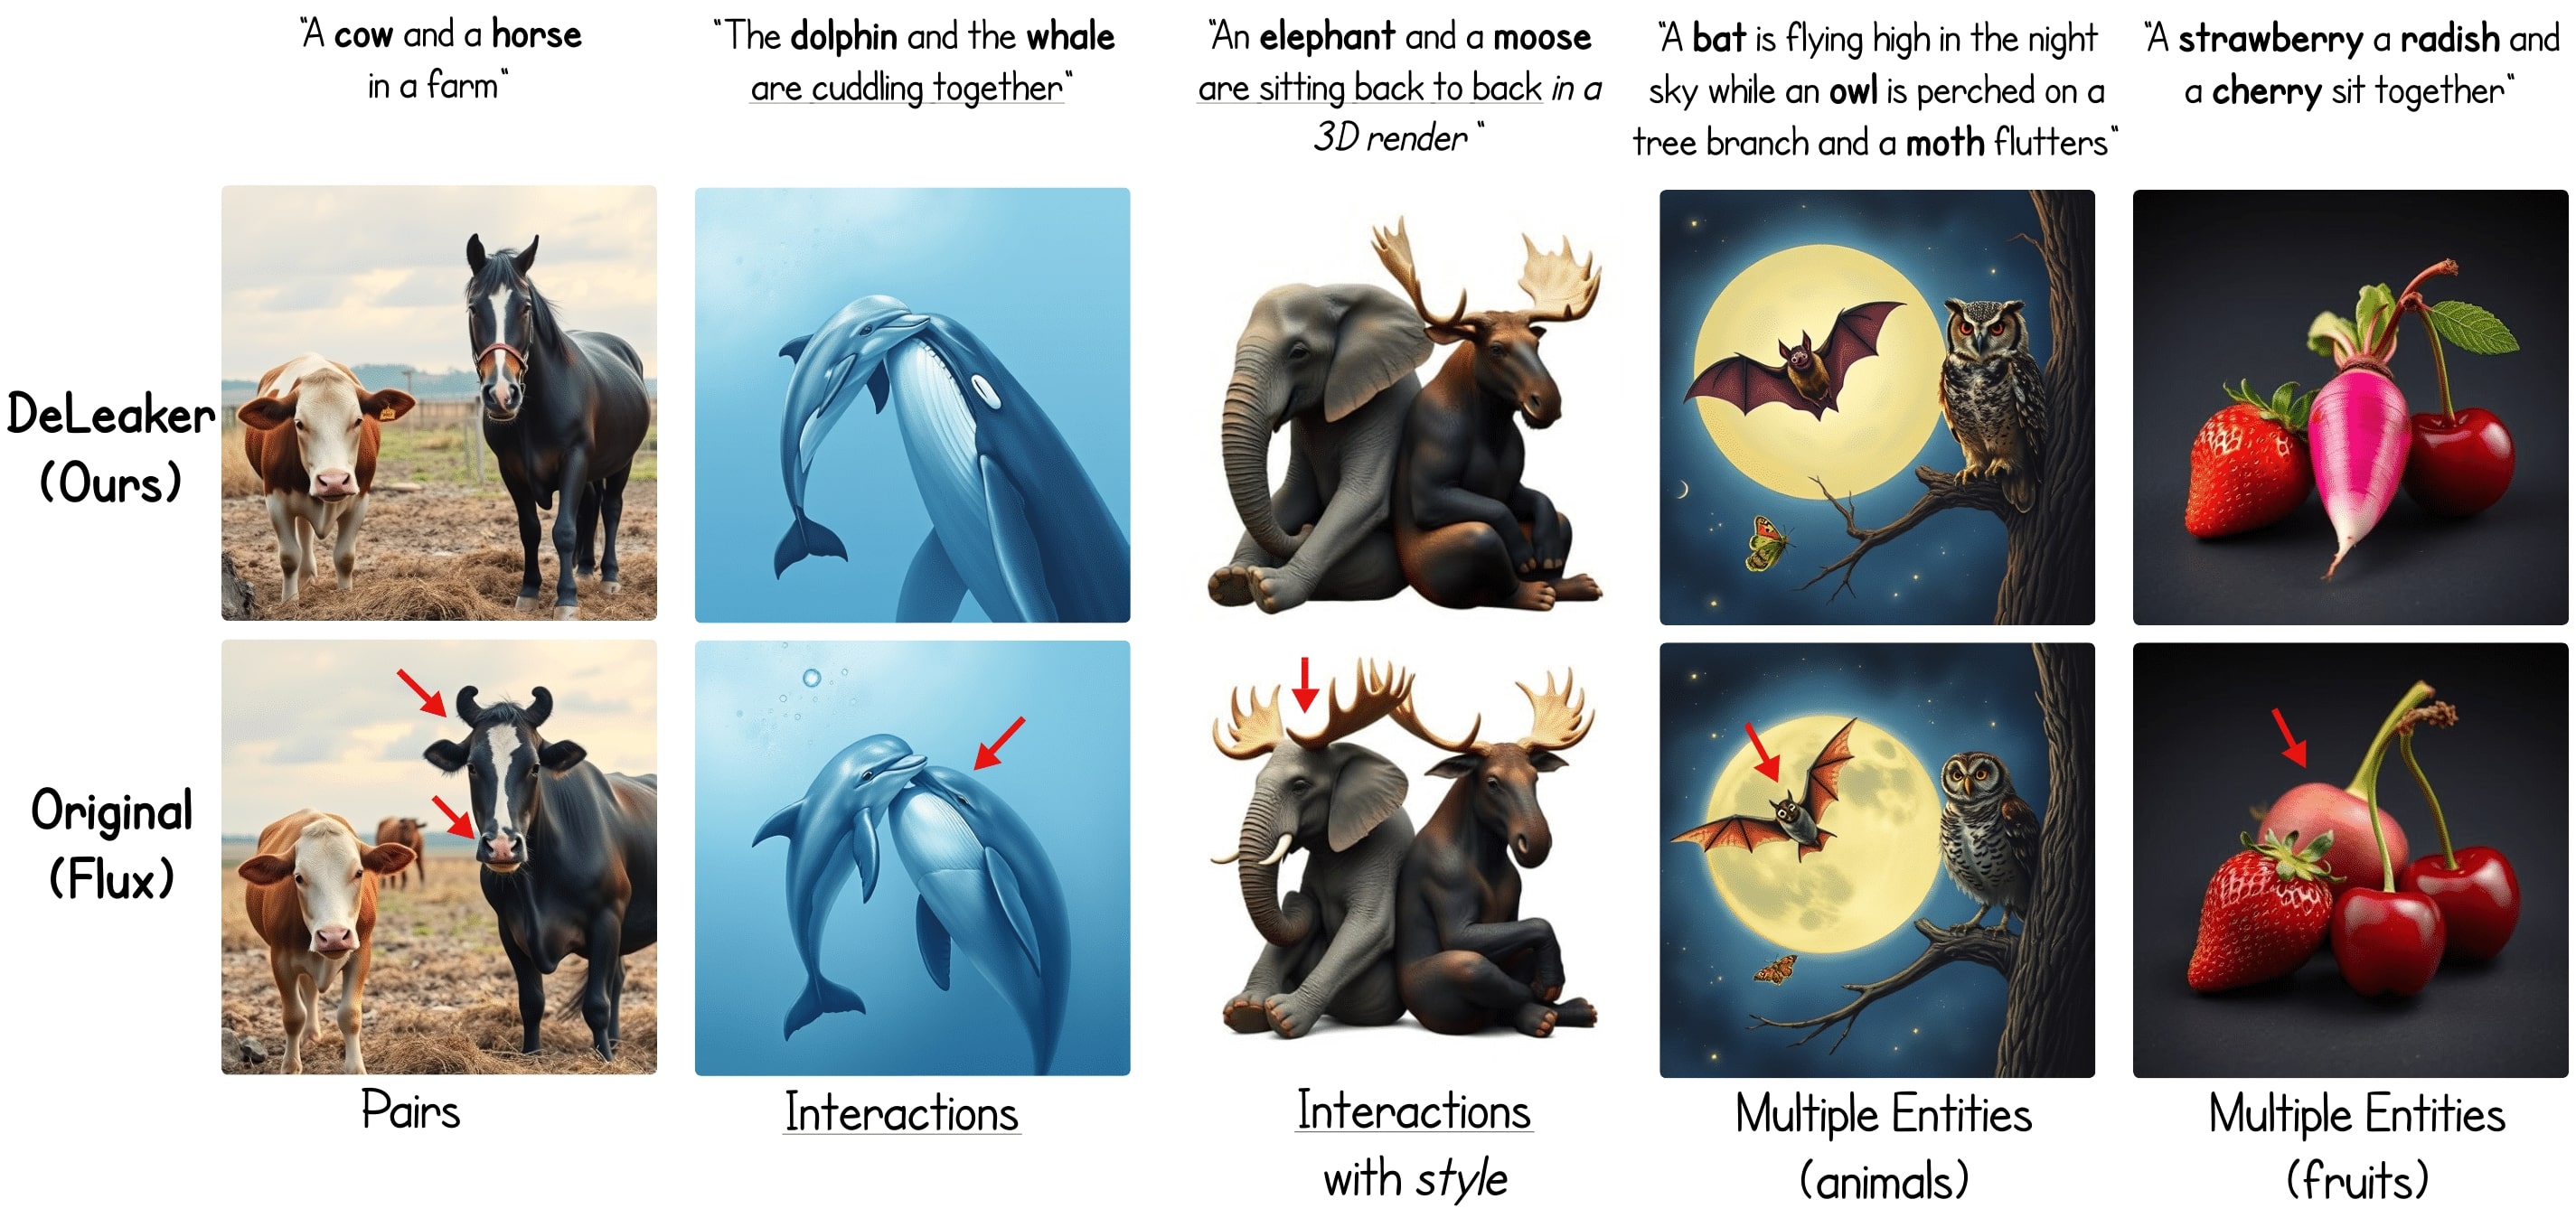 "A cow and a horse
in a farm"
"The dolphin and the whale
are cuddling together"
"An elephant and a moose
are sitting back to back in a
3D render "
"A bat is flying high in the night
sky while an owl is perched on a
tree branch and a moth flutters"
"A strawberry a radish and
a cherry sit together"
DeLeaker
(Ours)
Original
(Flux)
Pairs
Interactions
Interactions
with style
Multiple Entities
(animals)
Multiple Entities
(fruits)